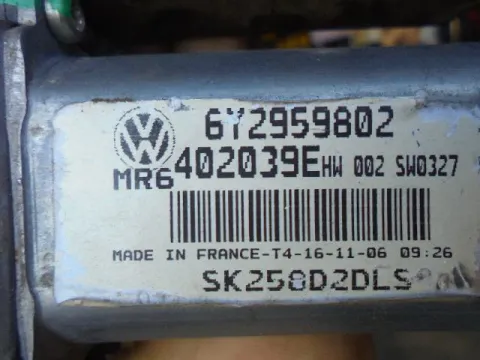 6Y2959802
MR6 402039E HW 002 SW0327
MADE IN FRANCE-T4-16-11-06 09:26
SK258D2DLS